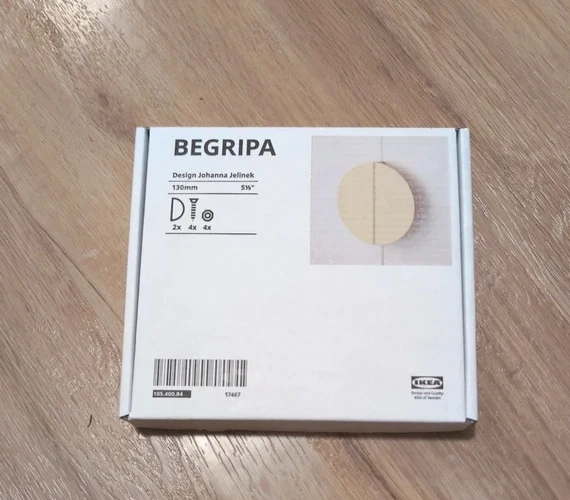 BEGRIPA
Design Johanna Jelinek
130mm 5⅛"
2x 4x 4x
105.400.84 17467
IKEA
Design and Quality
IKEA of Sweden